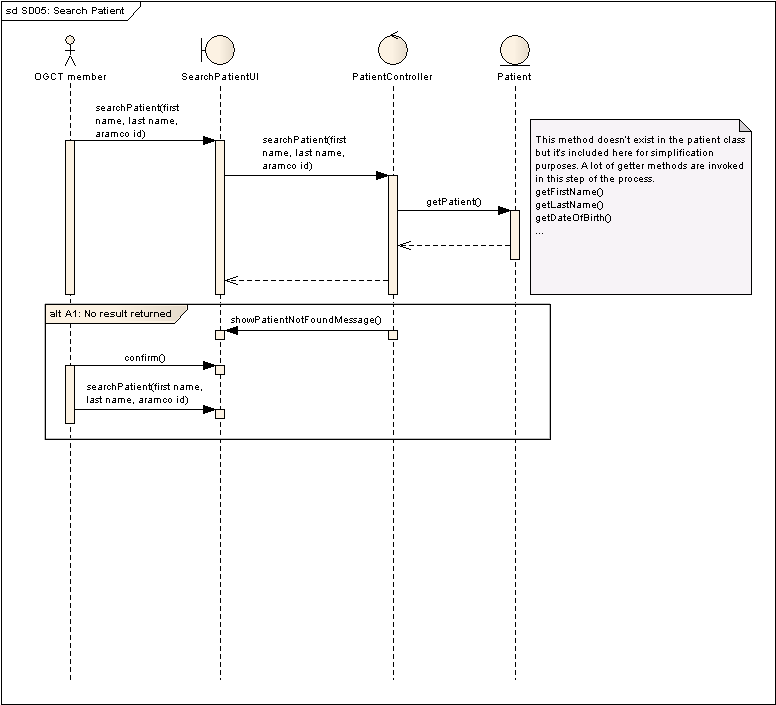 sd SD05: Search Patient
OGCT member
SearchPatientUI
PatientController
Patient
searchPatient(first
name, last name,
aramco id)
searchPatient(first
name, last name,
aramco id)
getPatient()
This method doesn't exist in the patient class
but it's included here for simplification
purposes. A lot of getter methods are invoked
in this step of the process.
getFirstName()
getLastName()
getDateOfBirth()
...
alt A1: No result returned
showPatientNotFoundMessage()
confirm()
searchPatient(first name,
last name, aramco id)